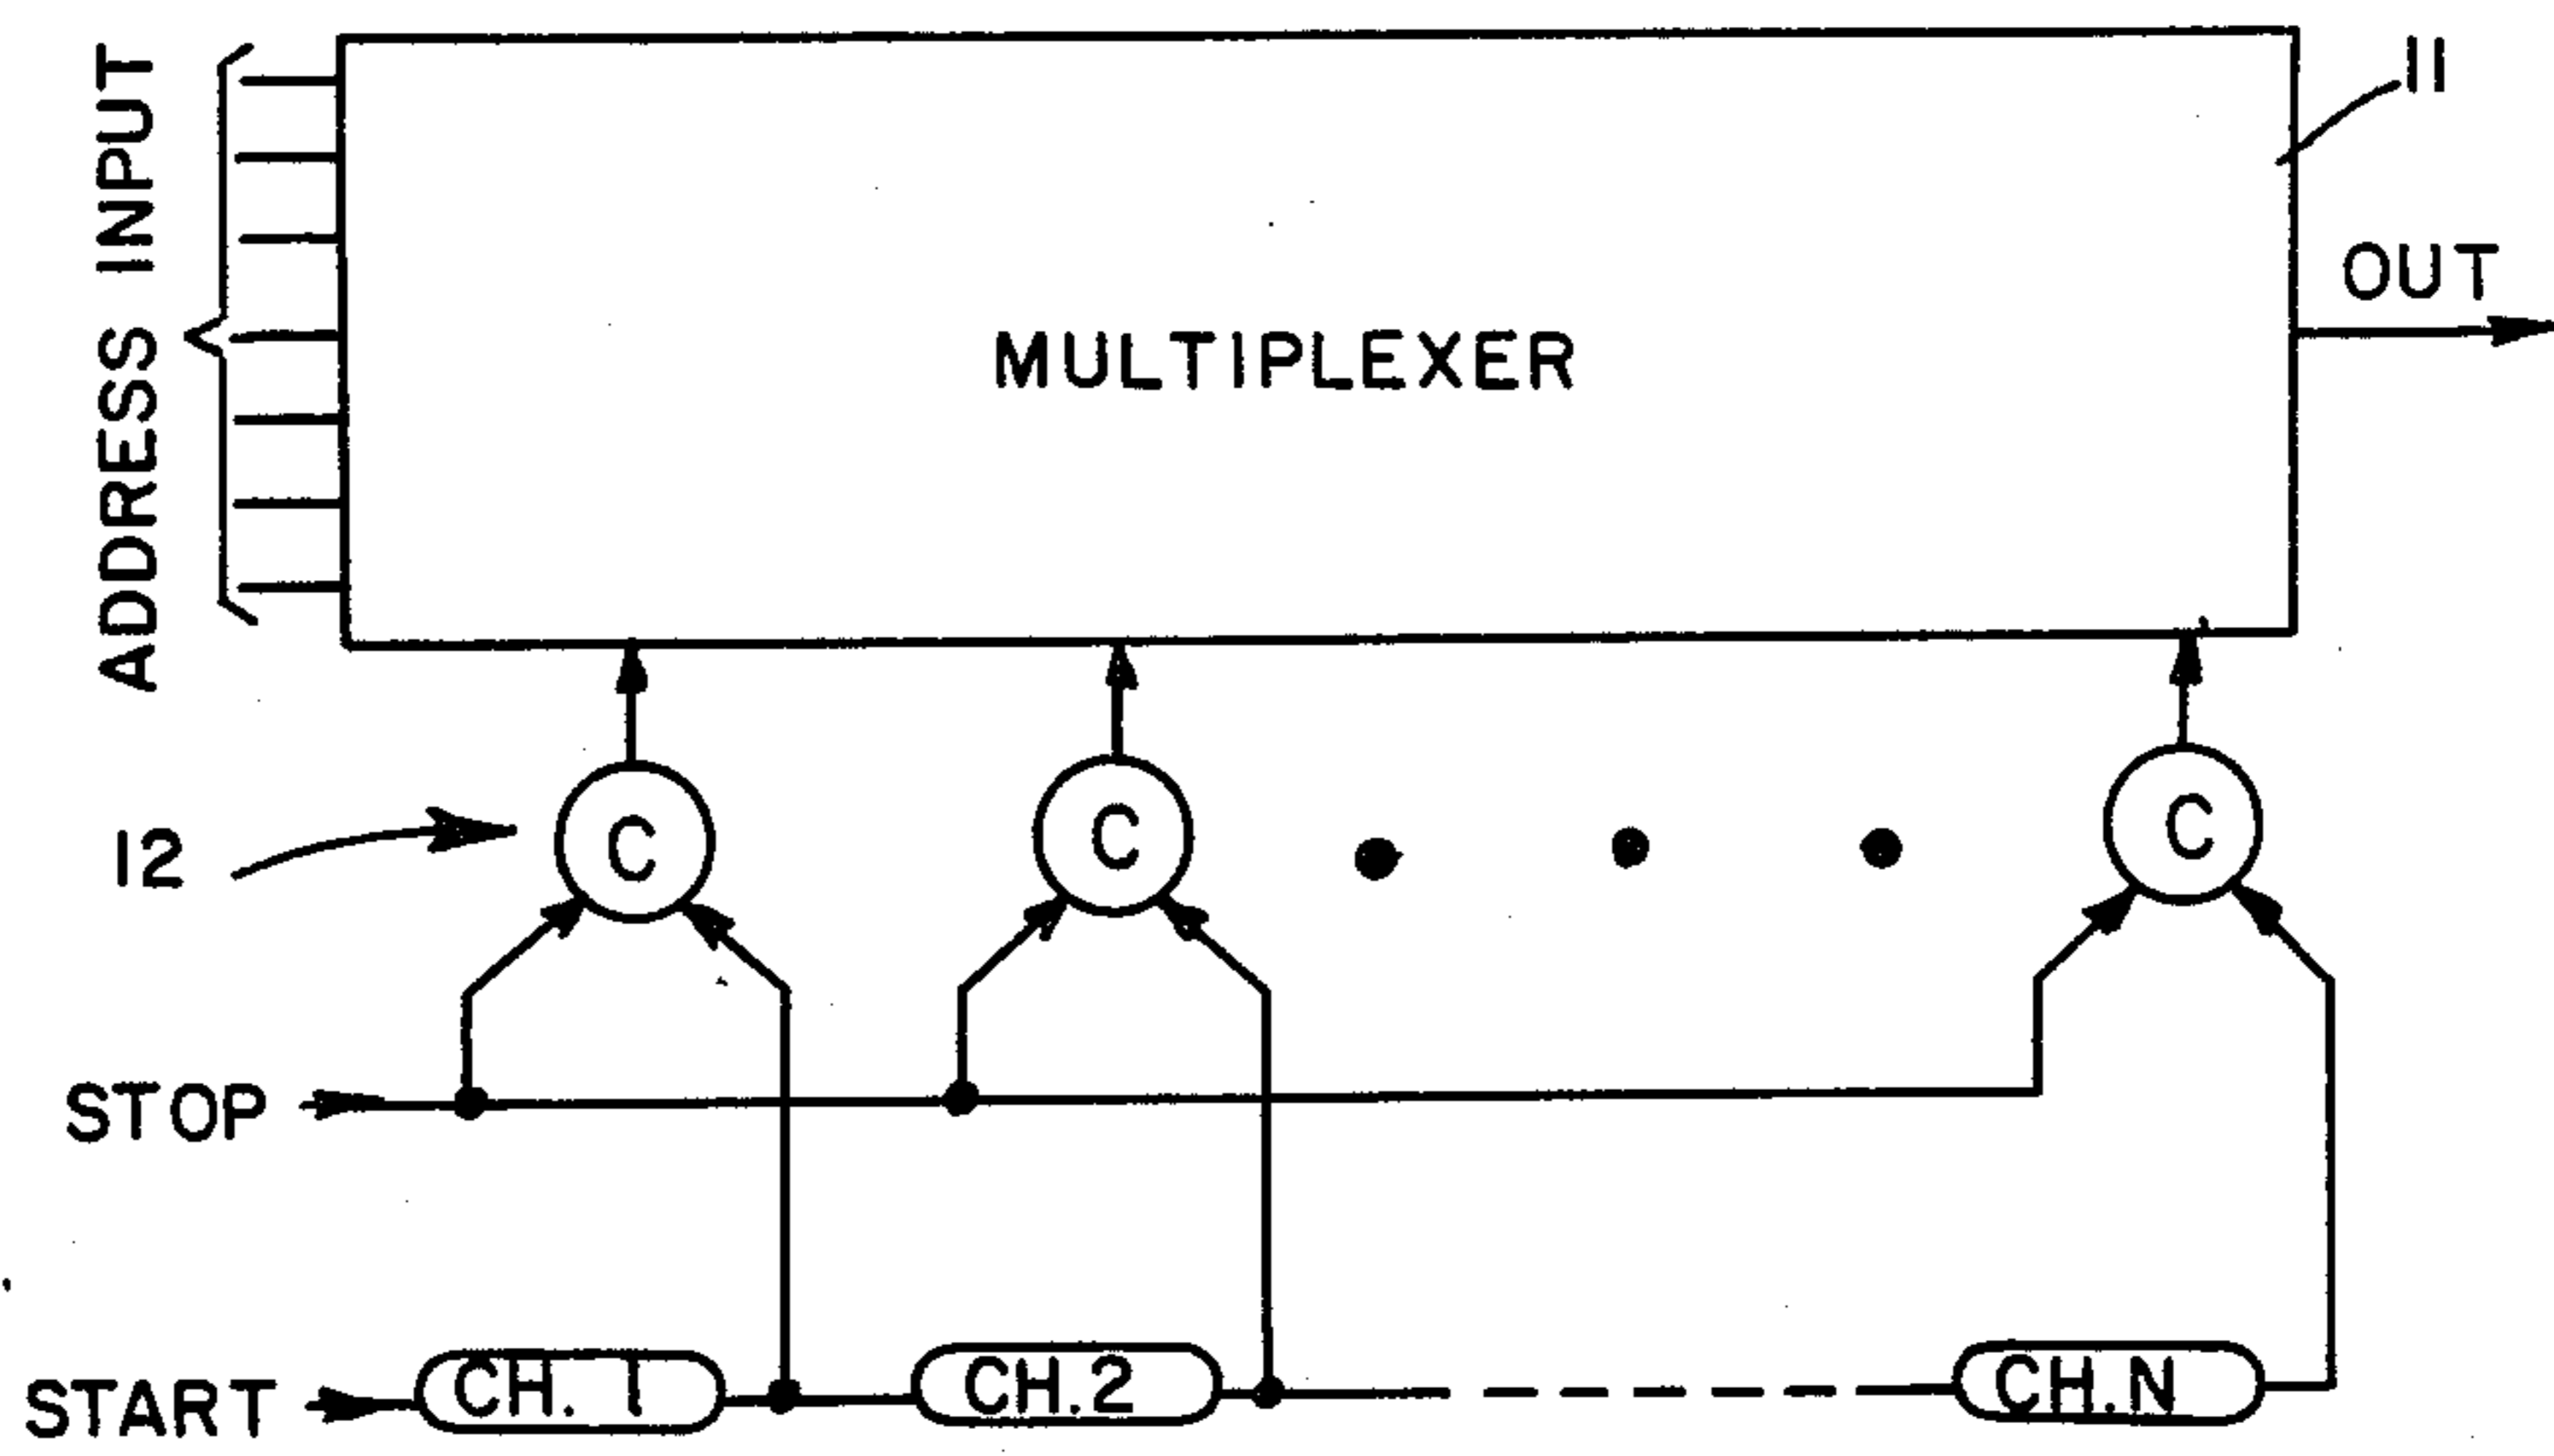 ADDRESS INPUT
11
OUT
MULTIPLEXER
12
C
C
C
STOP
START
CH. 1
CH.2
CH.N